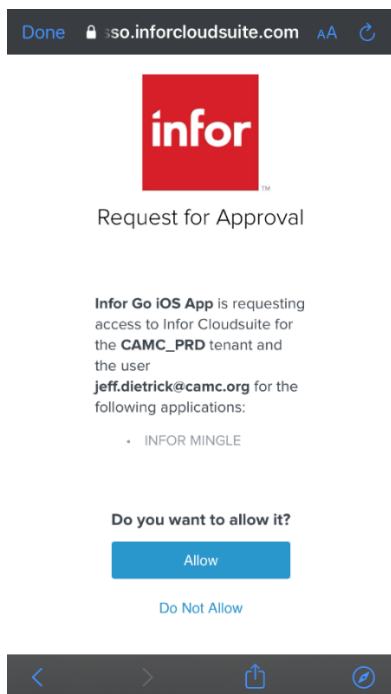 Done sso.inforcloudsuite.com AA
infor
TM
Request for Approval
Infor Go iOS App is requesting
access to Infor Cloudsuite for
the CAMC_PRD tenant and
the user
jeff.dietrick@camc.org for the
following applications:
• INFOR MINGLE
Do you want to allow it?
Allow
Do Not Allow